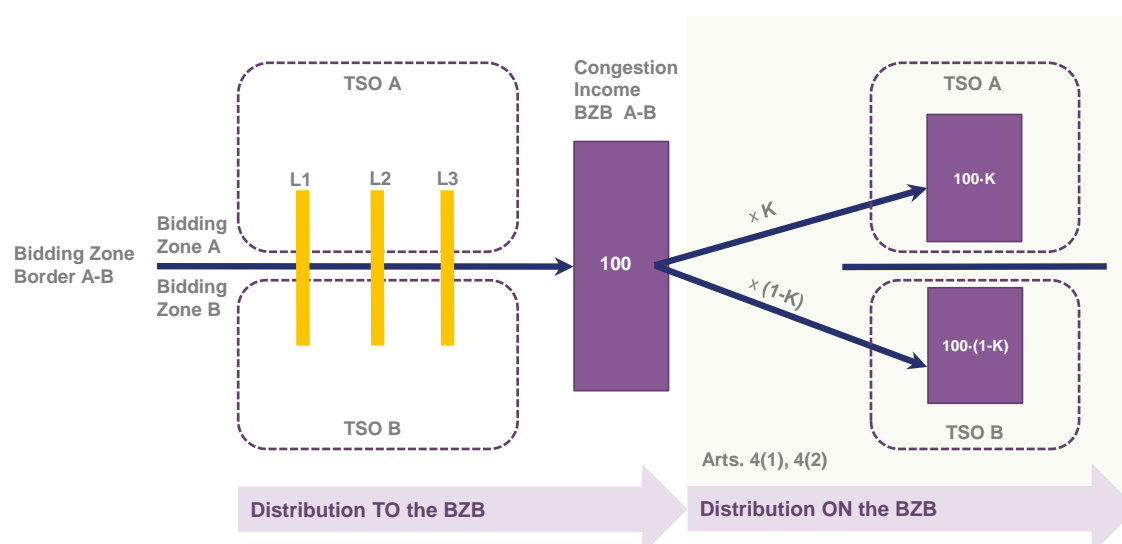 TSO A
L1
L2
L3
Bidding
Zone A
Bidding Zone
Border A-B
Bidding
Zone B
TSO B
Congestion
Income
BZB A-B
100
x K
x (1-K)
TSO A
100·K
100·(1-K)
TSO B
Arts. 4(1), 4(2)
Distribution TO the BZB
Distribution ON the BZB